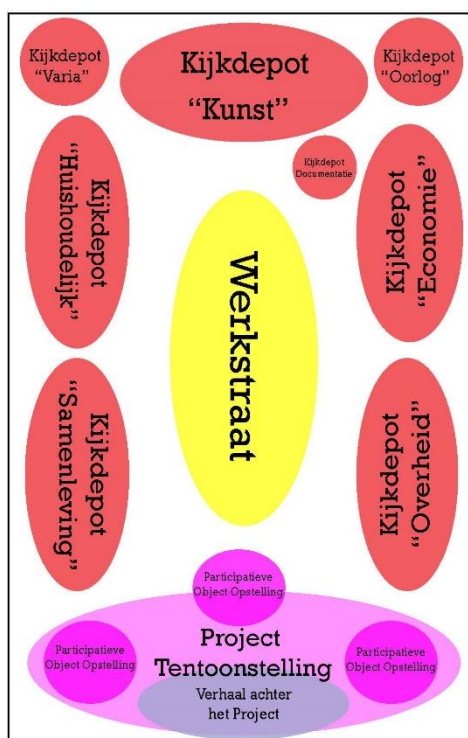 Kijkdepot
“Varia”
Kijkdepot
“Kunst”
Kijkdepot
“Oorlog”
Kijkdepot
Documentatie
Kijkdepot
“Huishoudelijk”
Kijkdepot
“Economie”
Werkstraat
Kijkdepot
“Samenleving”
Kijkdepot
“Overheid”
Participatieve
Object Opstelling
Participatieve
Object Opstelling
Project
Tentoonstelling
Participatieve
Object Opstelling
Verhaal achter
het Project